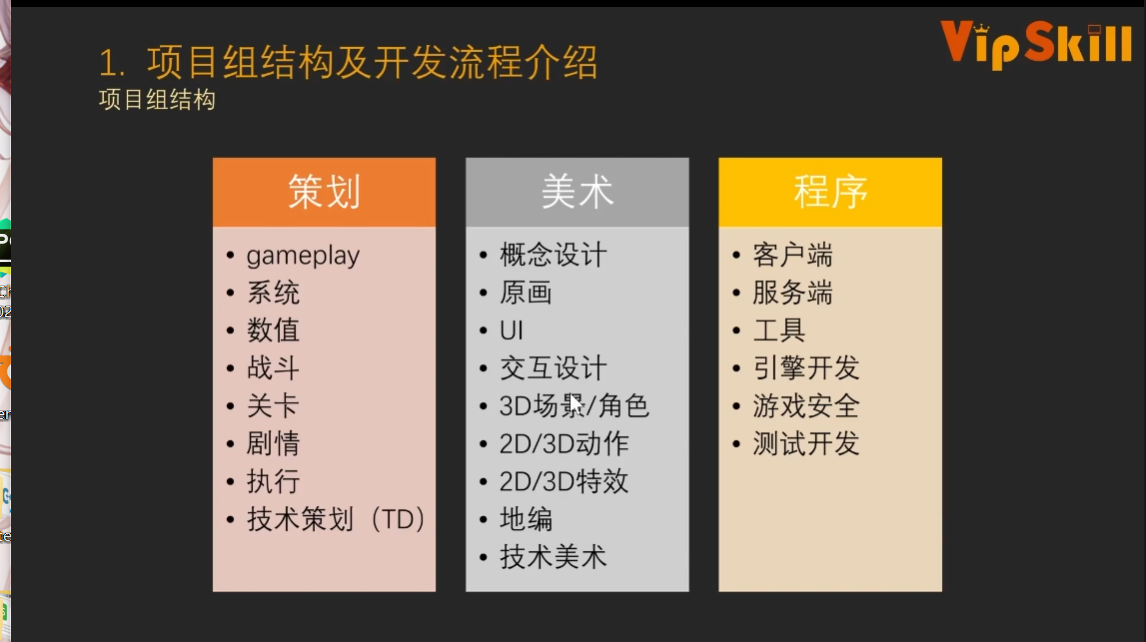 VipSkill
1. 项目组结构及开发流程介绍
项目组结构
策划
• gameplay
• 系统
• 数值
• 战斗
• 关卡
• 剧情
• 执行
• 技术策划（TD）
美术
• 概念设计
• 原画
• UI
• 交互设计
• 3D场景/角色
• 2D/3D动作
• 2D/3D特效
• 地编
• 技术美术
程序
• 客户端
• 服务端
• 工具
• 引擎开发
• 游戏安全
• 测试开发